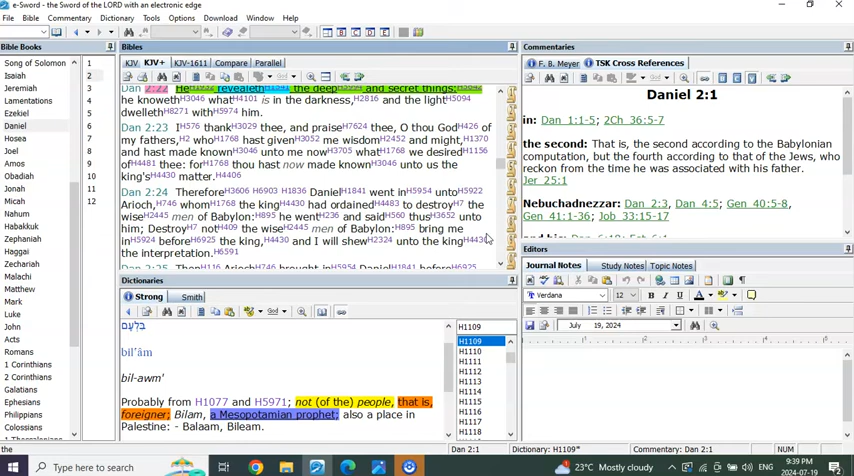 e-Sword - the Sword of the LORD with an electronic edge
File Bible Commentary Dictionary Tools Options Download Window Help
Bible Books
Song of Solomon
Isaiah
Jeremiah
Lamentations
Ezekiel
Daniel
Hosea
Joel
Amos
Obadiah
Jonah
Micah
Nahum
Habakkuk
Zephaniah
Haggai
Zechariah
Malachi
Matthew
Mark
Luke
John
Acts
Romans
1 Corinthians
2 Corinthians
Galatians
Ephesians
Philippians
Colossians
1
2
3
4
5
6
7
8
9
10
11
12
Bibles
KJV KJV+ KJV-1611 Compare Parallel
Dan 2:22 He H1932 revealeth H1541 the deep H5994 and secret things: H5642
he knoweth H3046 what H4101 is in the darkness, H2816 and the light H5094
dwelleth H8271 with H5973 him.
Dan 2:23 I H576 thank H3029 thee, and praise H7624 thee, O thou God H426 of
my fathers, H2 who hast given H3052 me wisdom H2452 and might, H1370
and hast made known H3046 unto me now H3705 what H1768 we desired H1156
of H4481 thee: for H1768 thou hast now made known H3046 unto us the
king's H4430 matter. H4406
Dan 2:24 Therefore H3606 H6903 H1836 Daniel H1841 went in H5954 unto H5922
Arioch, H746 whom H1768 the king H4430 had ordained H4483 to destroy H7 the
wise H2445 men of Babylon: H895 he went H236 and said H560 thus H3652 unto
him; Destroy H7 not H409 the wise H2445 men of Babylon: H895 bring me
in H5924 before H6925 the king, H4430 and I will shew H2324 unto the king H4430
the interpretation. H6591
Dictionaries
Strong Smith
בִּלְעָם
bil‛âm
bil-awm'
Probably from H1077 and H5971; not (of the) people, that is,
foreigner; Bilam, a Mesopotamian prophet; also a place in
Palestine: - Balaam, Bileam.
H1109
H1109
H1110
H1111
H1112
H1113
H1114
H1115
H1116
H1117
H1118
Commentaries
F. B. Meyer TSK Cross References
Daniel 2:1
in: Dan 1:1-5; 2Ch 36:5-7
the second: That is, the second according to the Babylonian
computation, but the fourth according to that of the Jews, who
reckon from the time he was associated with his father.
Jer 25:1
Nebuchadnezzar: Dan 2:3, Dan 4:5; Gen 40:5-8,
Gen 41:1-36; Job 33:15-17
Editors
Journal Notes Study Notes Topic Notes
Verdana 12 B I U
July 19, 2024
the Dan 2:1 Dictionary: H1109* Commentary: Dan 2:1 NUM
Type here to search 23°C Mostly cloudy ENG 9:39 PM
2024-07-19